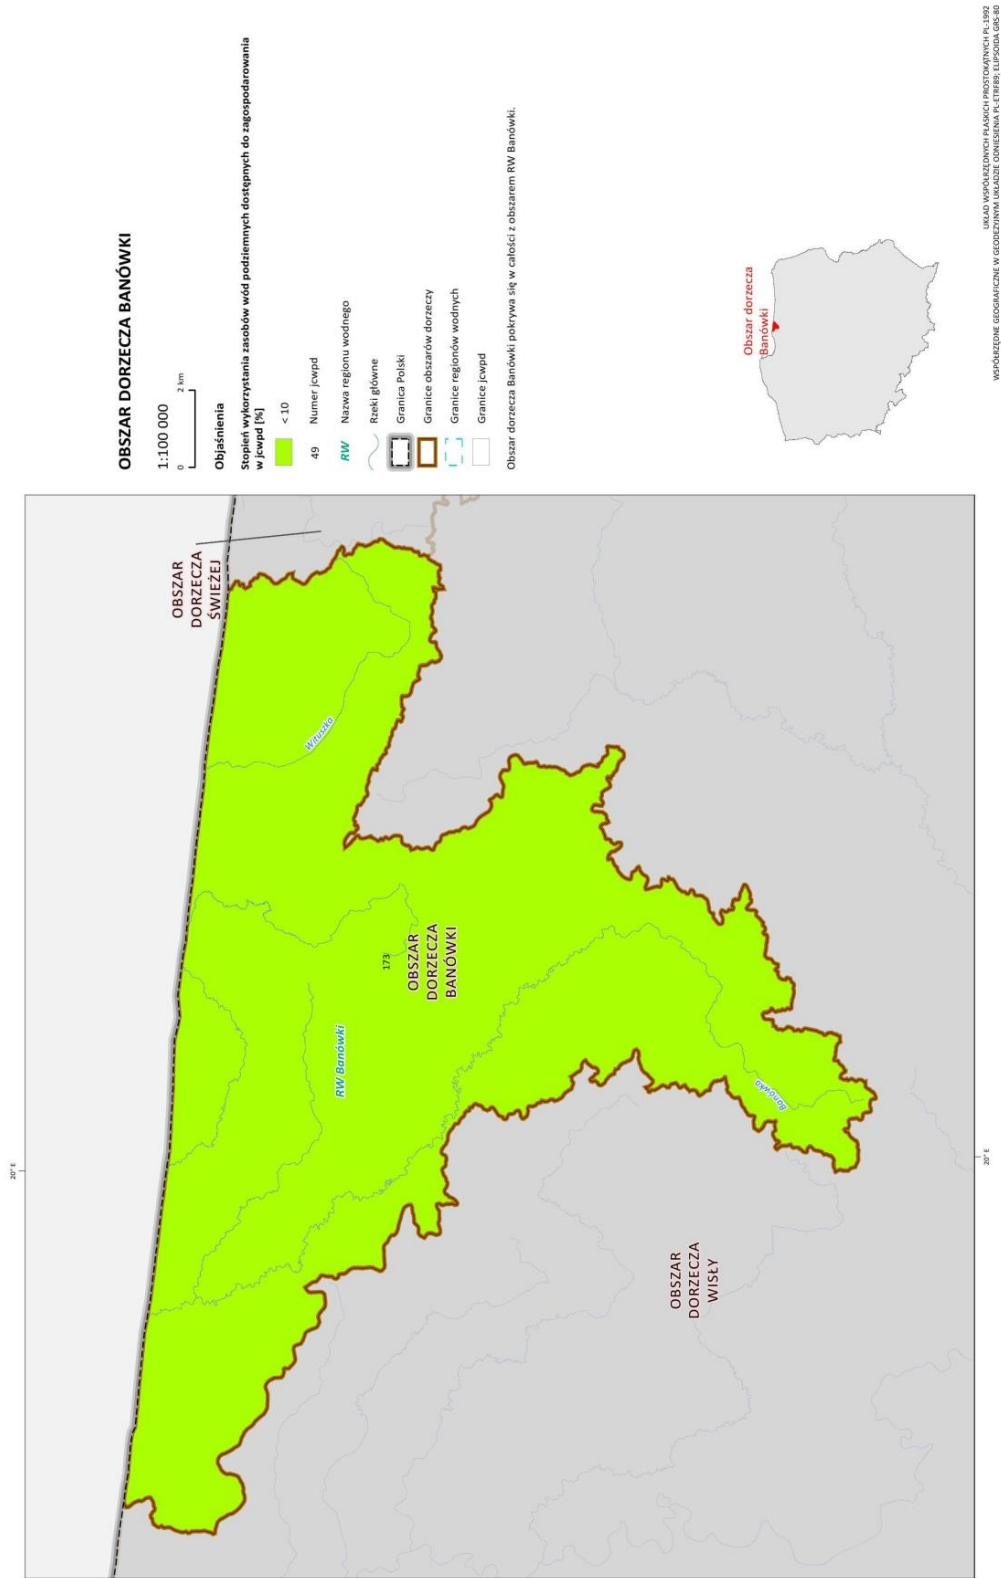 OBSZAR DORZECZA BANÓWKI
1:100 000
0 2 km
Objaśnienia
Stopień wykorzystania zasobów wód podziemnych dostępnych do zagospodarowania
w jcwpd [%]
< 10
49 Numer jcwpd
RW Nazwa regionu wodnego
Rzeki główne
Granica Polski
Granice obszarów dorzeczy
Granice regionów wodnych
Granice jcwpd
Obszar dorzecza Banówki pokrywa się w całości z obszarem RW Banówki.
Obszar dorzecza
Banówki
UKŁAD WSPÓŁRZĘDNYCH PŁASKICH PROSTOKĄTNYCH PL-1992
WSPÓŁRZĘDNE GEOGRAFICZNE W GEODEZYJNYM UKŁADZIE ODNIESIENIA PL-ETRF89; ELIPSOIDA GRS-80
20° E
OBSZAR
DORZECZA
ŚWIEŻEJ
Wituszka
RW Banówki
173
OBSZAR
DORZECZA
BANÓWKI
Banówka
OBSZAR
DORZECZA
WISŁY
20° E